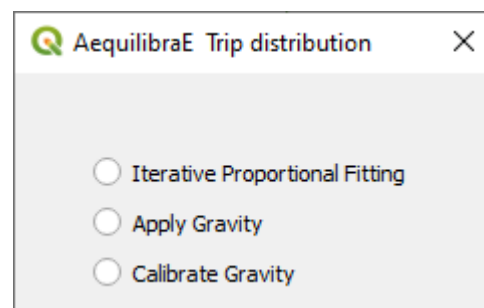 AequilibraE Trip distribution
Iterative Proportional Fitting
Apply Gravity
Calibrate Gravity